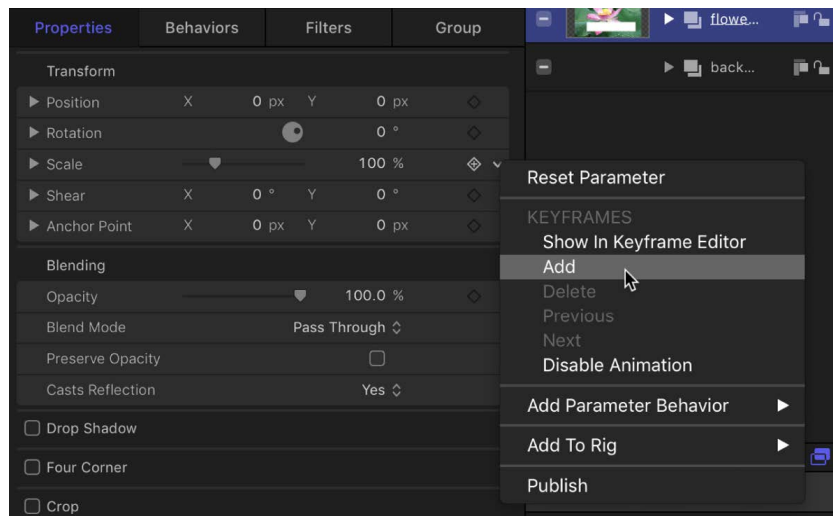 Properties Behaviors Filters Group
flowe...
back...
Transform
Position X 0 px Y 0 px
Rotation 0 °
Scale 100 %
Shear X 0 ° Y 0 °
Anchor Point X 0 px Y 0 px
Blending
Opacity 100.0 %
Blend Mode Pass Through
Preserve Opacity
Casts Reflection Yes
Drop Shadow
Four Corner
Crop
Reset Parameter
KEYFRAMES
Show In Keyframe Editor
Add
Delete
Previous
Next
Disable Animation
Add Parameter Behavior
Add To Rig
Publish